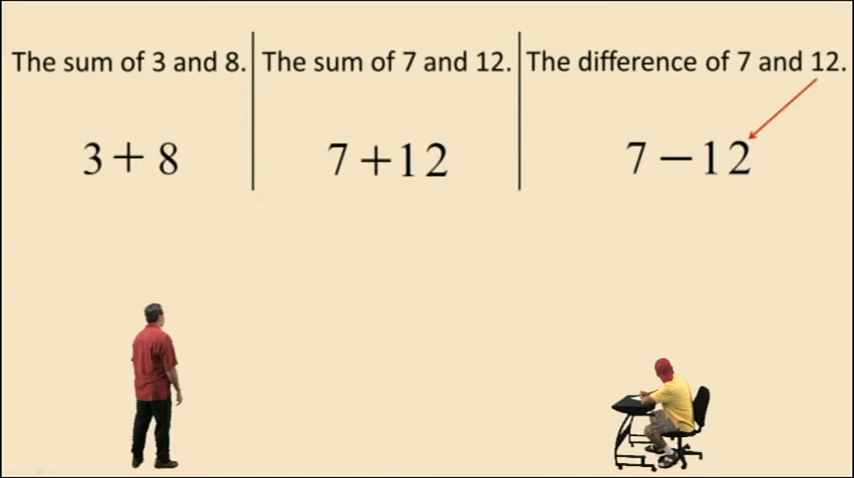 The sum of 3 and 8.
3 + 8
The sum of 7 and 12.
7 + 12
The difference of 7 and 12.
7 − 12